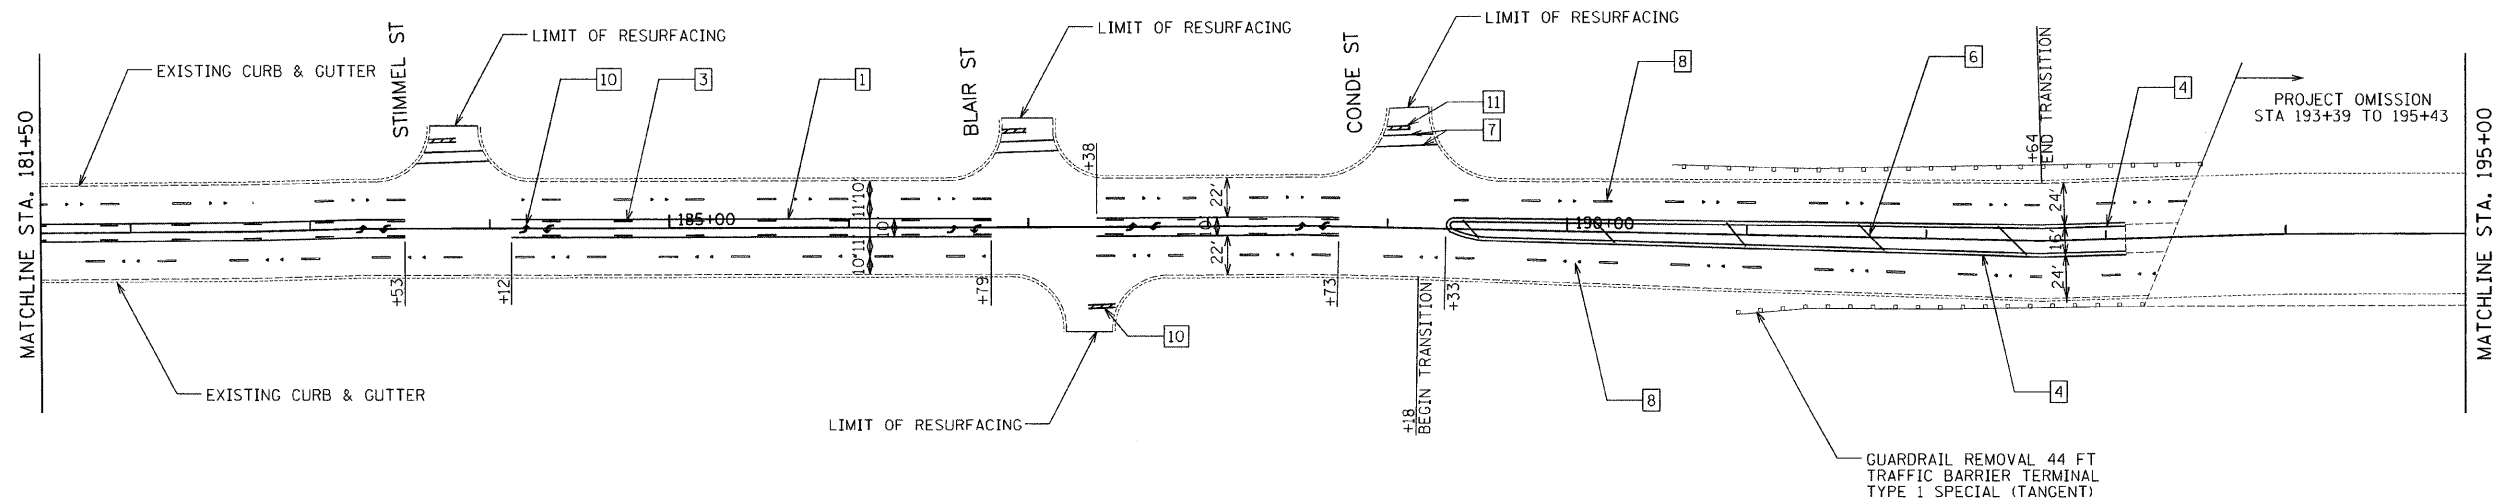 MATCHLINE STA. 181+50
EXISTING CURB & GUTTER
STIMMEL ST
LIMIT OF RESURFACING
10
3
1
BLAIR ST
LIMIT OF RESURFACING
CONDE ST
LIMIT OF RESURFACING
11
7
8
6
+64
END TRANSITION
4
PROJECT OMISSION
STA 193+39 TO 195+43
MATCHLINE STA. 195+00
+38
185+00
190+00
11'
10'
10'
10'
11'
22'
22'
24'
16'
24'
+53
+12
+79
+73
+33
+18
BEGIN TRANSITION
10
8
4
EXISTING CURB & GUTTER
LIMIT OF RESURFACING
GUARDRAIL REMOVAL 44 FT
TRAFFIC BARRIER TERMINAL
TYPE 1 SPECIAL (TANGENT)